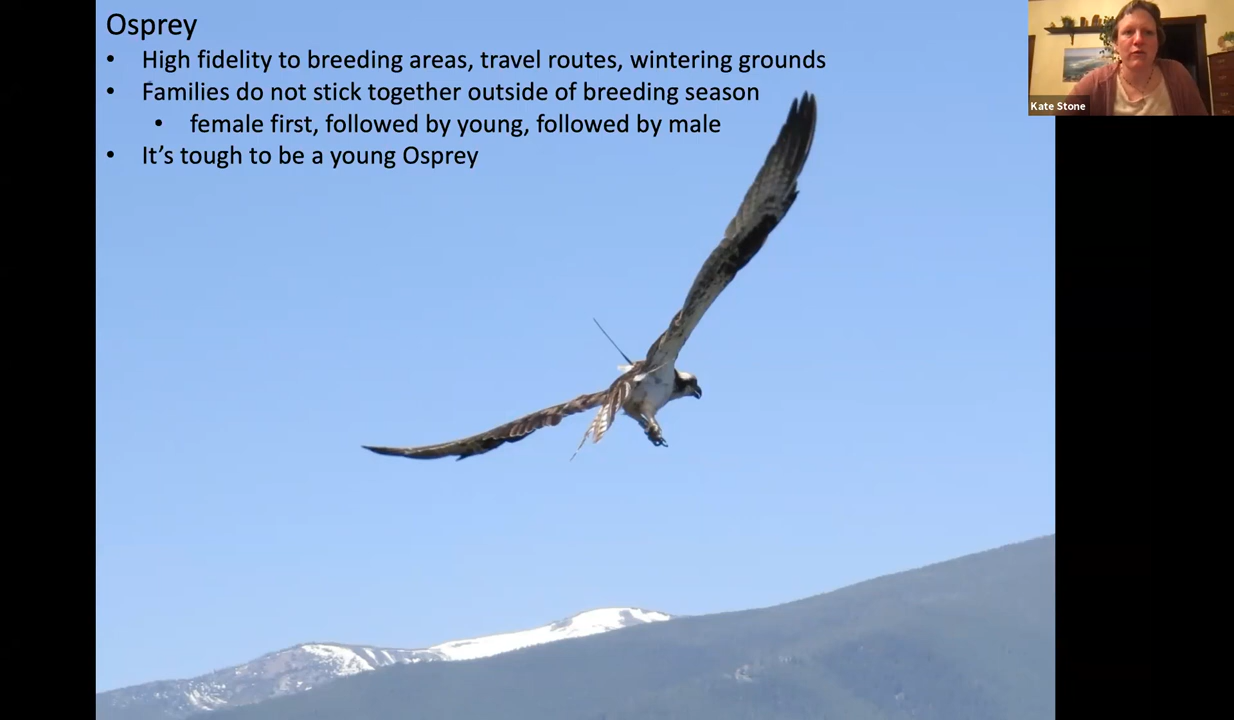 Osprey
• High fidelity to breeding areas, travel routes, wintering grounds
• Families do not stick together outside of breeding season
• female first, followed by young, followed by male
• It’s tough to be a young Osprey
Kate Stone